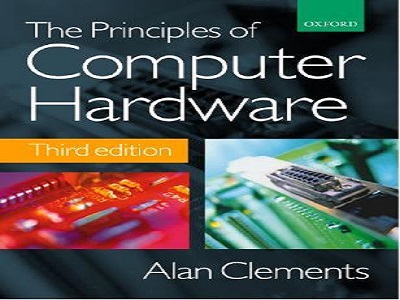 OXFORD
The Principles of
Computer
Hardware
Third edition
Alan Clements